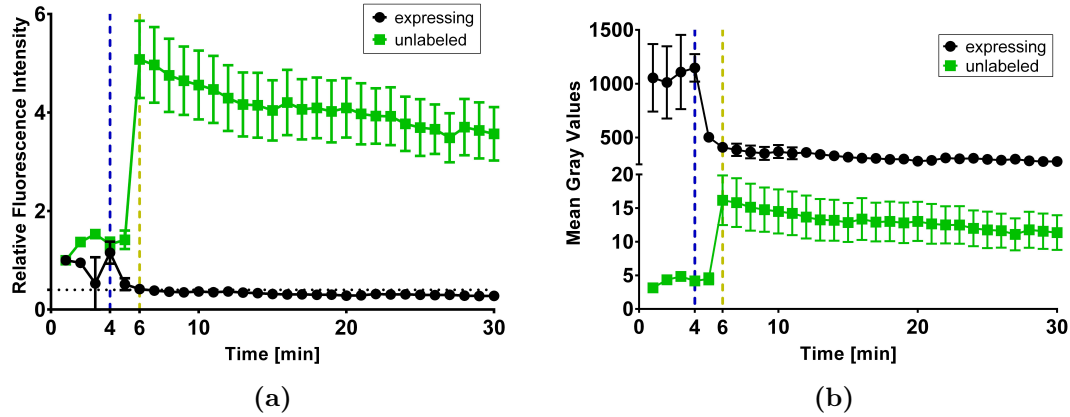 Relative Fluorescence Intensity
6
4
2
0
0
4
6
10
20
30
Time [min]
expressing
unlabeled
(a)
Mean Gray Values
1500
1000
500
20
15
10
5
0
0
4
6
10
20
30
Time [min]
expressing
unlabeled
(b)